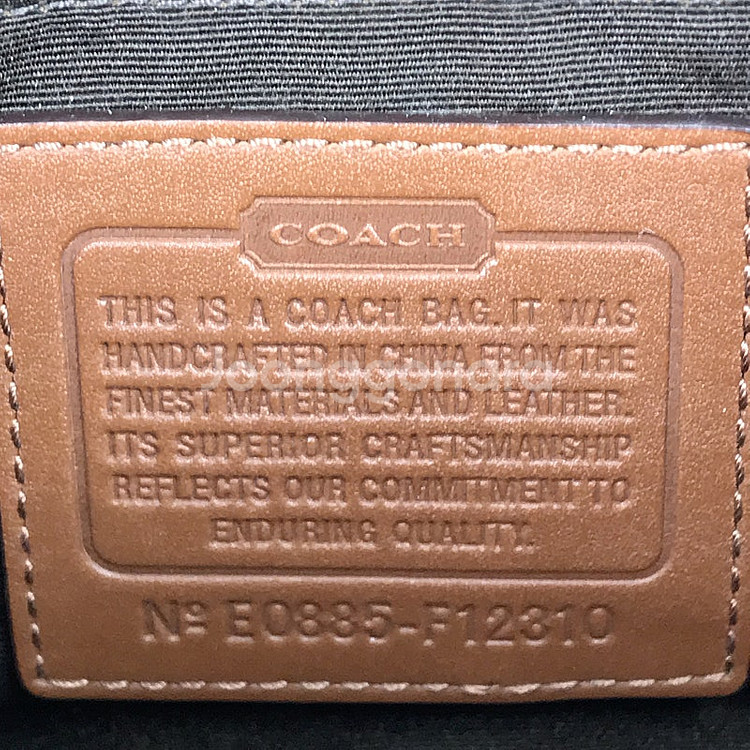 COACH
THIS IS A COACH BAG. IT WAS
HANDCRAFTED IN CHINA FROM THE
FINEST MATERIALS AND LEATHER.
ITS SUPERIOR CRAFTSMANSHIP
REFLECTS OUR COMMITMENT TO
ENDURING QUALITY.
Nº E0885-F12310
Joonggonara